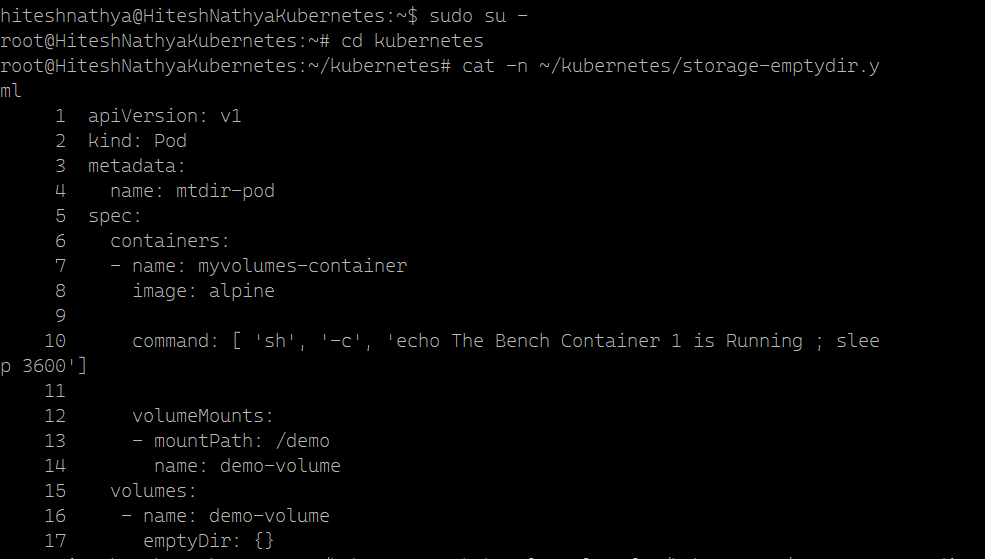 hiteshnathya@HiteshNathyaKubernetes:~$ sudo su -
root@HiteshNathyaKubernetes:~# cd kubernetes
root@HiteshNathyaKubernetes:~/kubernetes# cat -n ~/kubernetes/storage-emptydir.y
ml
     1  apiVersion: v1
     2  kind: Pod
     3  metadata:
     4    name: mtdir-pod
     5  spec:
     6    containers:
     7    - name: myvolumes-container
     8      image: alpine
     9
    10      command: [ 'sh', '-c', 'echo The Bench Container 1 is Running ; slee
p 3600']
    11
    12      volumeMounts:
    13      - mountPath: /demo
    14        name: demo-volume
    15    volumes:
    16     - name: demo-volume
    17       emptyDir: {}